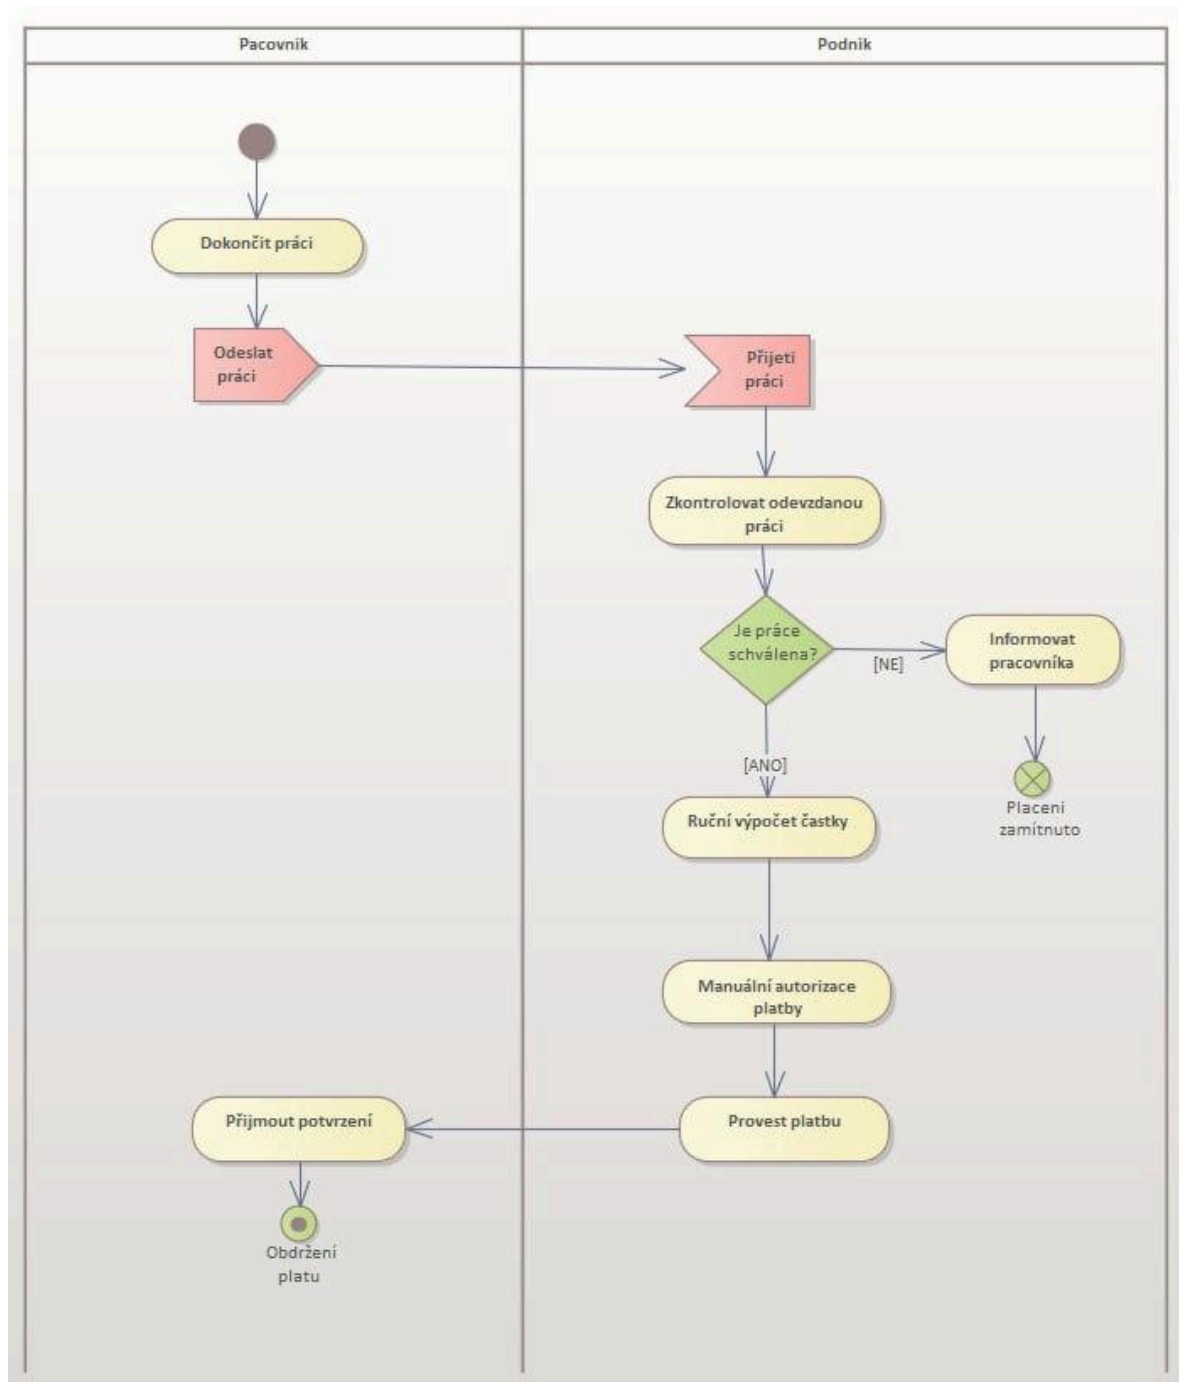 Pacovník
Podnik
Dokončit práci
Odeslat
práci
Přijeti
práci
Zkontrolovat odevzdanou
práci
Je práce
schválena?
[NE]
Informovat
pracovníka
[ANO]
Placeni
zamítnuto
Ruční výpočet častky
Manuální autorizace
platby
Přijmout potvrzení
Provest platbu
Obdržení
platu